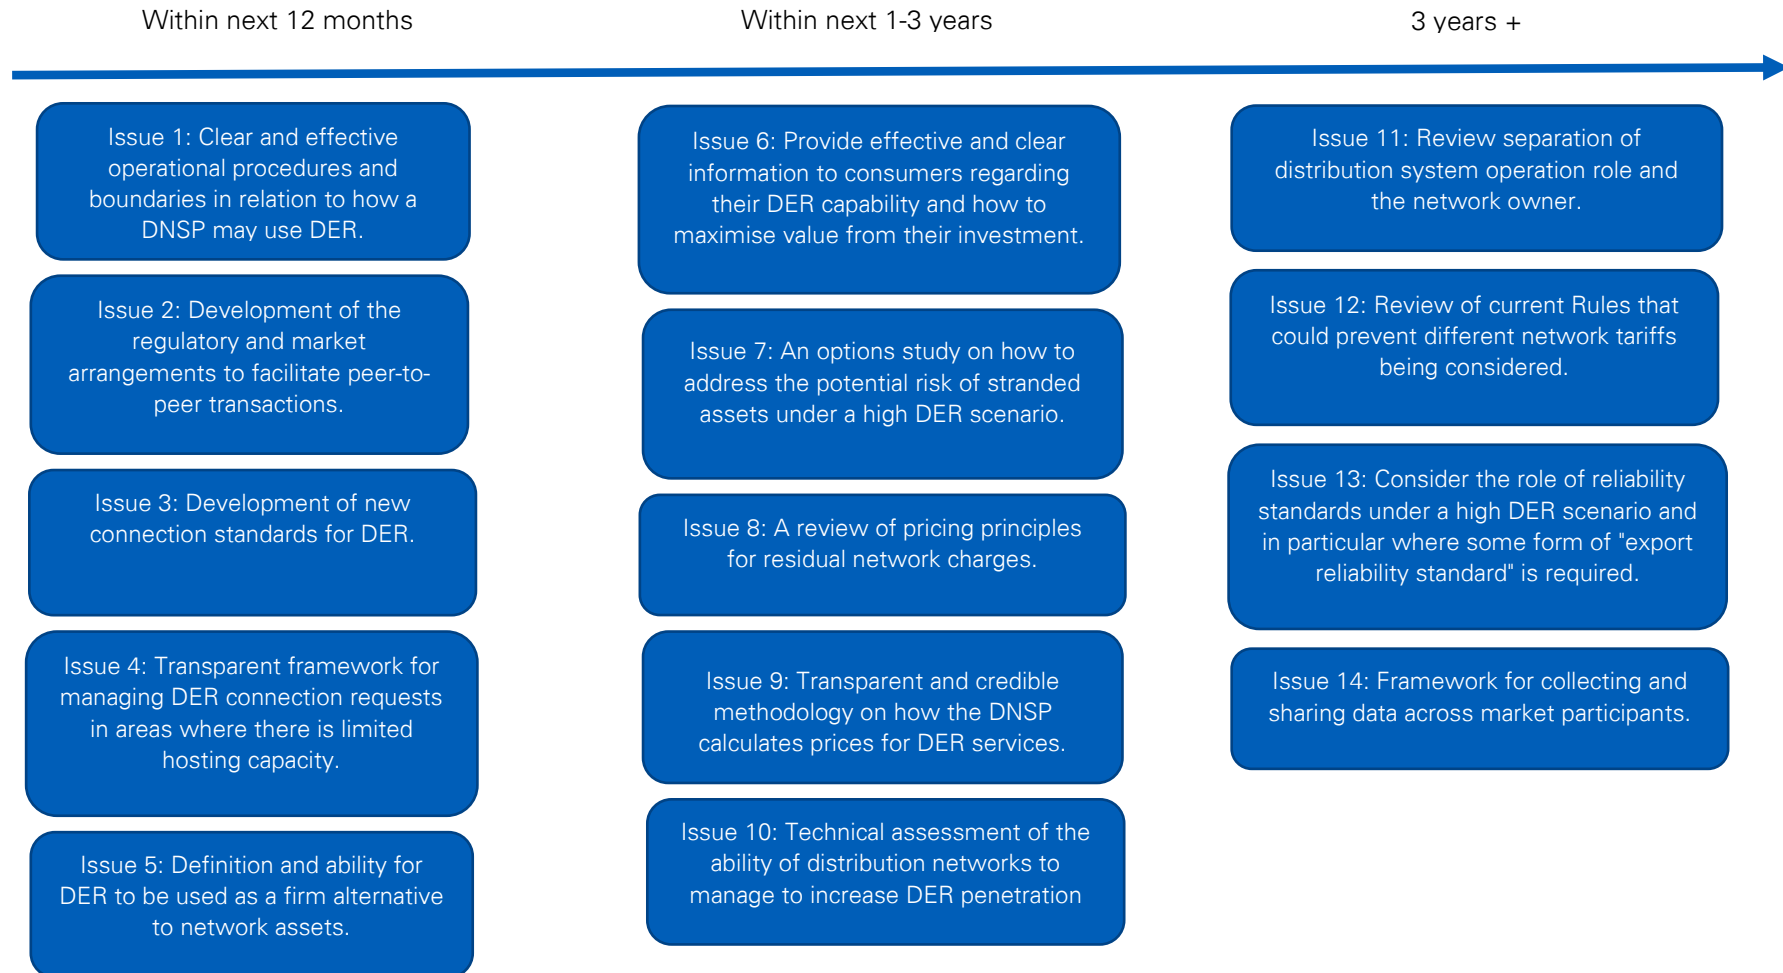 Within next 12 months
Within next 1-3 years
3 years +
Issue 1: Clear and effective
operational procedures and
boundaries in relation to how a
DNSP may use DER.
Issue 2: Development of the
regulatory and market
arrangements to facilitate peer-to-
peer transactions.
Issue 3: Development of new
connection standards for DER.
Issue 4: Transparent framework for
managing DER connection requests
in areas where there is limited
hosting capacity.
Issue 5: Definition and ability for
DER to be used as a firm alternative
to network assets.
Issue 6: Provide effective and clear
information to consumers regarding
their DER capability and how to
maximise value from their investment.
Issue 7: An options study on how to
address the potential risk of stranded
assets under a high DER scenario.
Issue 8: A review of pricing principles
for residual network charges.
Issue 9: Transparent and credible
methodology on how the DNSP
calculates prices for DER services.
Issue 10: Technical assessment of the
ability of distribution networks to
manage to increase DER penetration
Issue 11: Review separation of
distribution system operation role and
the network owner.
Issue 12: Review of current Rules that
could prevent different network tariffs
being considered.
Issue 13: Consider the role of reliability
standards under a high DER scenario and
in particular where some form of "export
reliability standard" is required.
Issue 14: Framework for collecting and
sharing data across market participants.